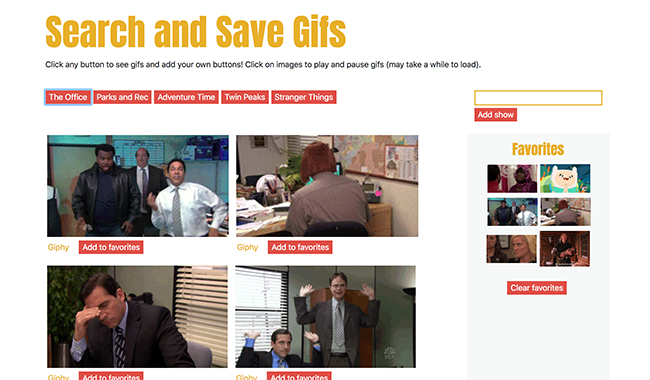 Search and Save Gifs
Click any button to see gifs and add your own buttons! Click on images to play and pause gifs (may take a while to load).
The Office Parks and Rec Adventure Time Twin Peaks Stranger Things
Add show
Favorites
Giphy Add to favorites Giphy Add to favorites
Clear favorites
NBC
Giphy Add to favorites Giphy Add to favorites